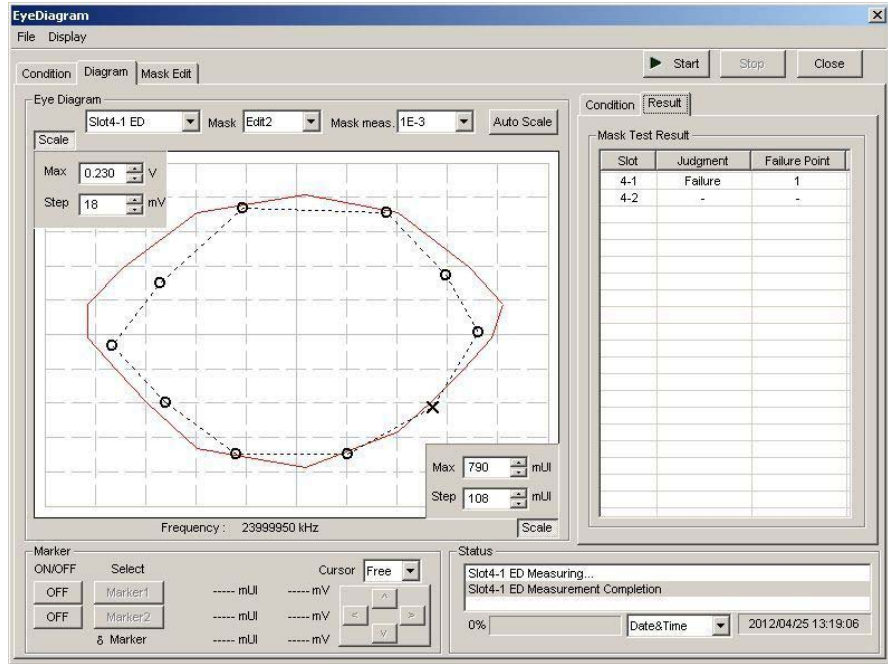 EyeDiagram
File Display
Condition Diagram Mask Edit
Start Stop Close
Eye Diagram
Slot4-1 ED Mask Edit2 Mask meas. 1E-3 Auto Scale
Scale
Max 0.230 V
Step 18 mV
Max 790 mUI
Step 108 mUI
Frequency : 23999950 kHz
Scale
Condition Result
Mask Test Result
Slot Judgment Failure Point
4-1 Failure 1
4-2 - -
Marker
ON/OFF Select Cursor Free
OFF Marker1 ----- mUI ----- mV
OFF Marker2 ----- mUI ----- mV
δ Marker ----- mUI ----- mV
^
< >
v
Status
Slot4-1 ED Measuring...
Slot4-1 ED Measurement Completion
0% Date&Time 2012/04/25 13:19:06